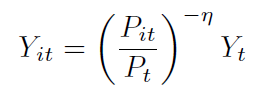 $Y_{it} = \left( \frac{P_{it}}{P_t} \right)^{-\eta} Y_t$